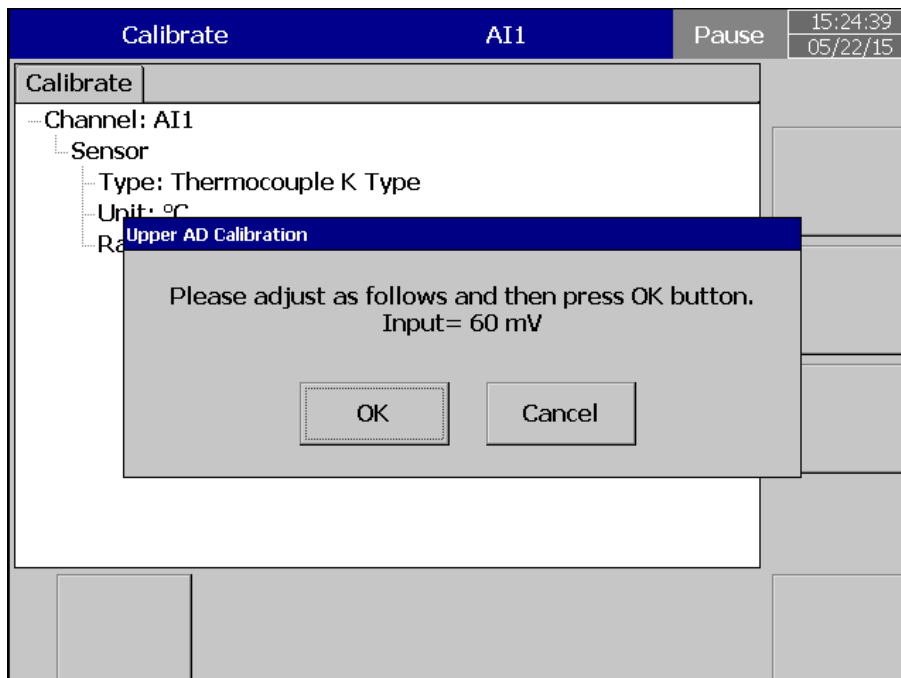 Calibrate AI1 Pause 15:24:39
05/22/15
Calibrate
Channel: AI1
Sensor
Type: Thermocouple K Type
Unit: °C
Upper AD Calibration
Please adjust as follows and then press OK button.
Input= 60 mV
OK Cancel